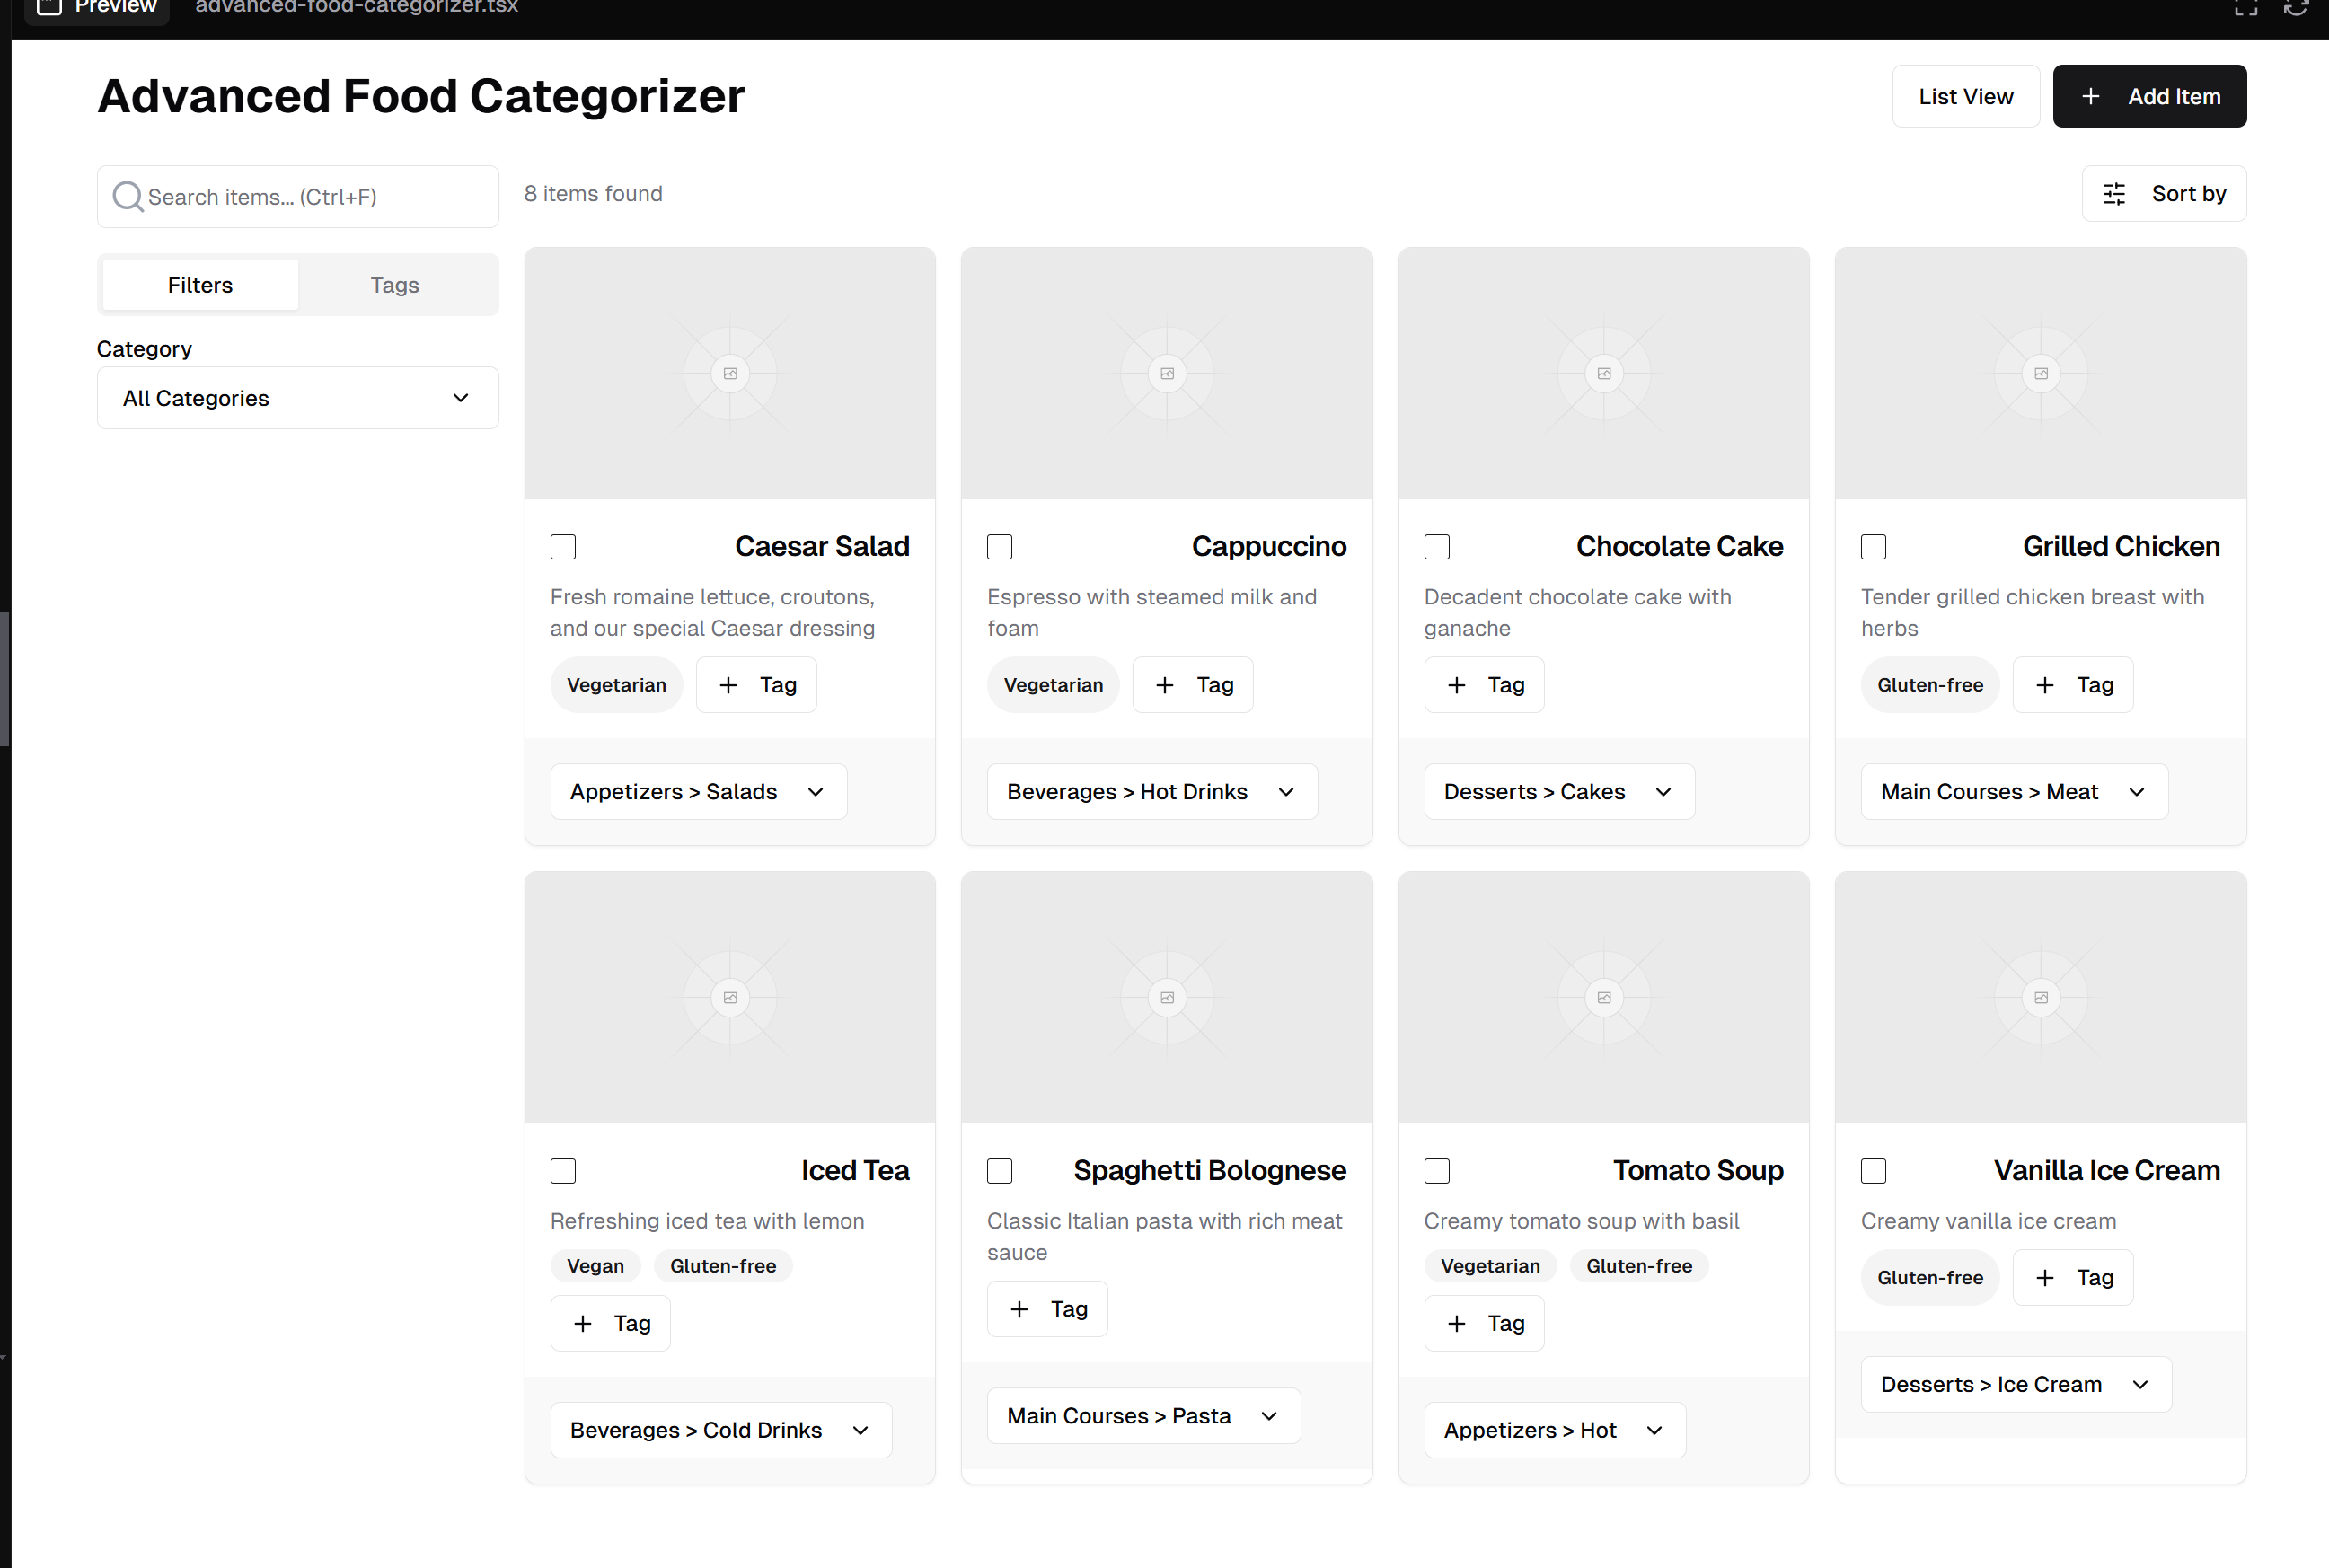 Preview advanced-food-categorizer.tsx
Advanced Food Categorizer
List View
+ Add Item
Search items... (Ctrl+F)
8 items found
Sort by
Filters
Tags
Category
All Categories
Caesar Salad
Fresh romaine lettuce, croutons,
and our special Caesar dressing
Vegetarian
+ Tag
Appetizers > Salads
Cappuccino
Espresso with steamed milk and
foam
Vegetarian
+ Tag
Beverages > Hot Drinks
Chocolate Cake
Decadent chocolate cake with
ganache
+ Tag
Desserts > Cakes
Grilled Chicken
Tender grilled chicken breast with
herbs
Gluten-free
+ Tag
Main Courses > Meat
Iced Tea
Refreshing iced tea with lemon
Vegan
Gluten-free
+ Tag
Beverages > Cold Drinks
Spaghetti Bolognese
Classic Italian pasta with rich meat
sauce
+ Tag
Main Courses > Pasta
Tomato Soup
Creamy tomato soup with basil
Vegetarian
Gluten-free
+ Tag
Appetizers > Hot
Vanilla Ice Cream
Creamy vanilla ice cream
Gluten-free
+ Tag
Desserts > Ice Cream